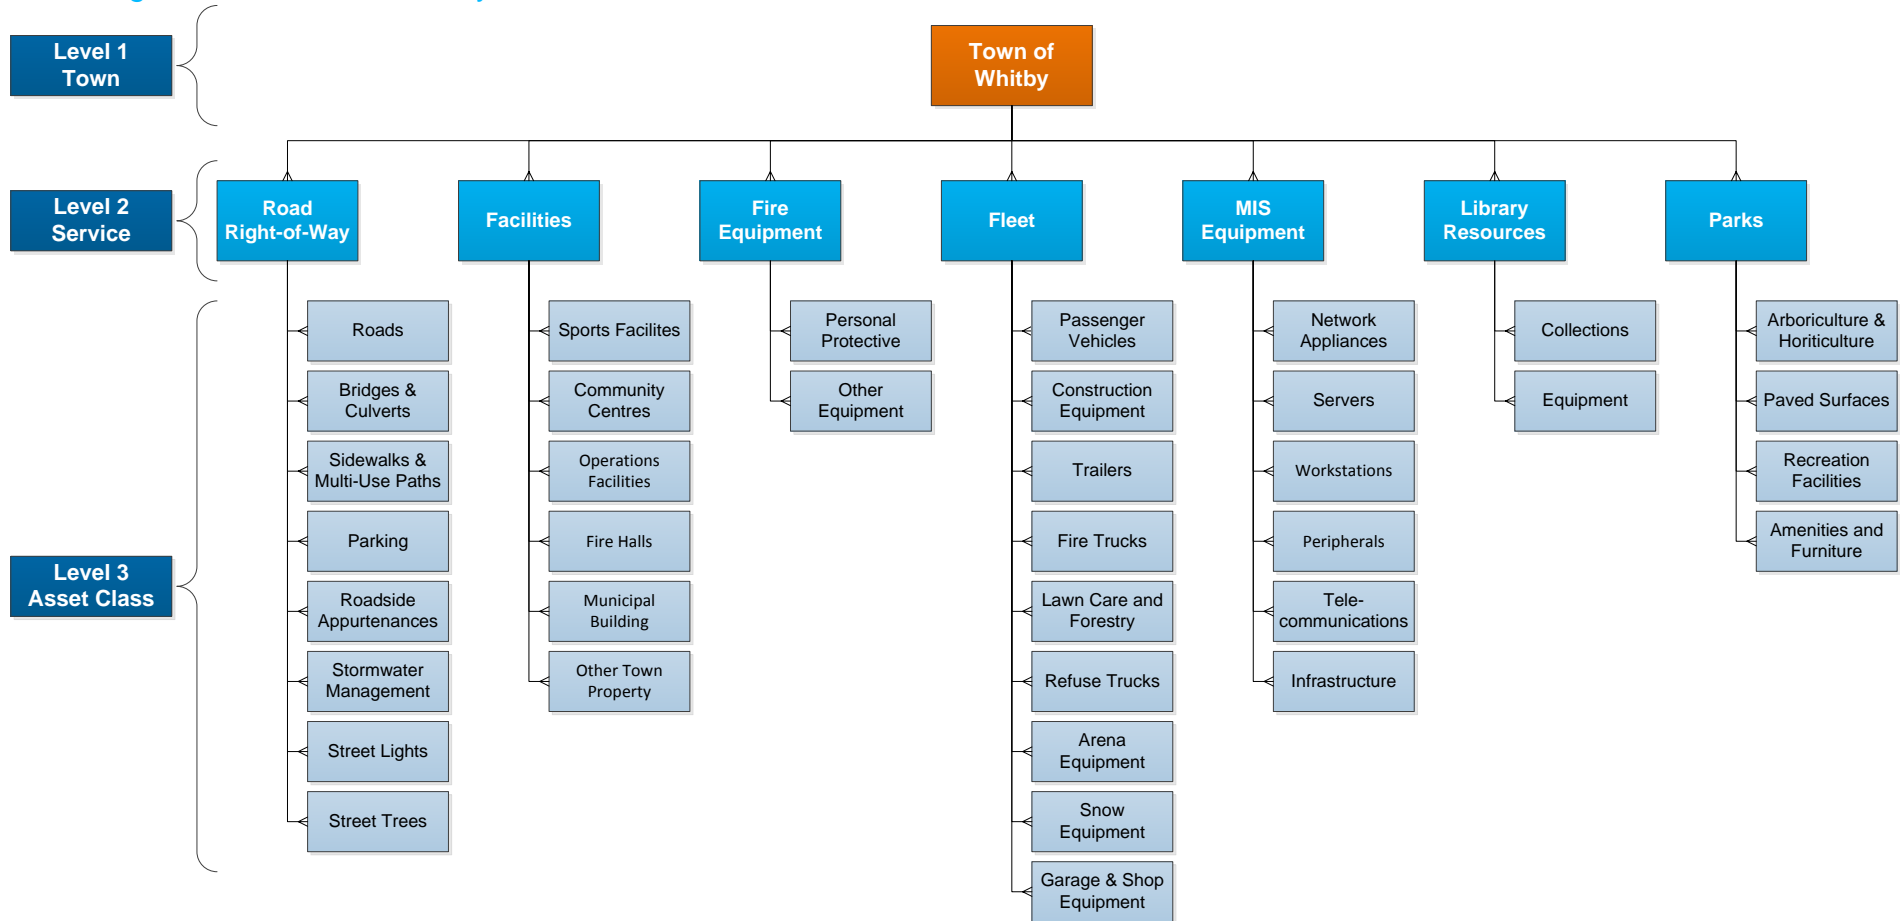 Level 1
Town
Town of
Whitby
Level 2
Service
Road
Right-of-Way
Facilities
Fire
Equipment
Fleet
MIS
Equipment
Library
Resources
Parks
Level 3
Asset Class
Roads
Bridges &
Culverts
Sidewalks &
Multi-Use Paths
Parking
Roadside
Appurtenances
Stormwater
Management
Street Lights
Street Trees
Sports Facilites
Community
Centres
Operations
Facilities
Fire Halls
Municipal
Building
Other Town
Property
Personal
Protective
Other
Equipment
Passenger
Vehicles
Construction
Equipment
Trailers
Fire Trucks
Lawn Care and
Forestry
Refuse Trucks
Arena
Equipment
Snow
Equipment
Garage & Shop
Equipment
Network
Appliances
Servers
Workstations
Peripherals
Tele-
communications
Infrastructure
Collections
Equipment
Arboriculture &
Horiticulture
Paved Surfaces
Recreation
Facilities
Amenities and
Furniture